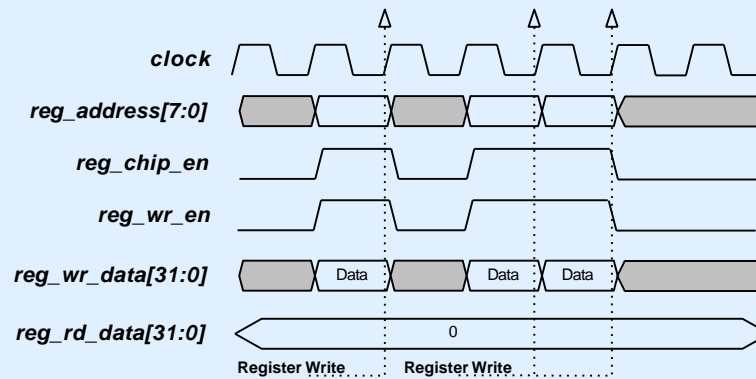 clock
reg_address[7:0]
reg_chip_en
reg_wr_en
reg_wr_data[31:0] Data Data Data
reg_rd_data[31:0] 0
Register Write Register Write